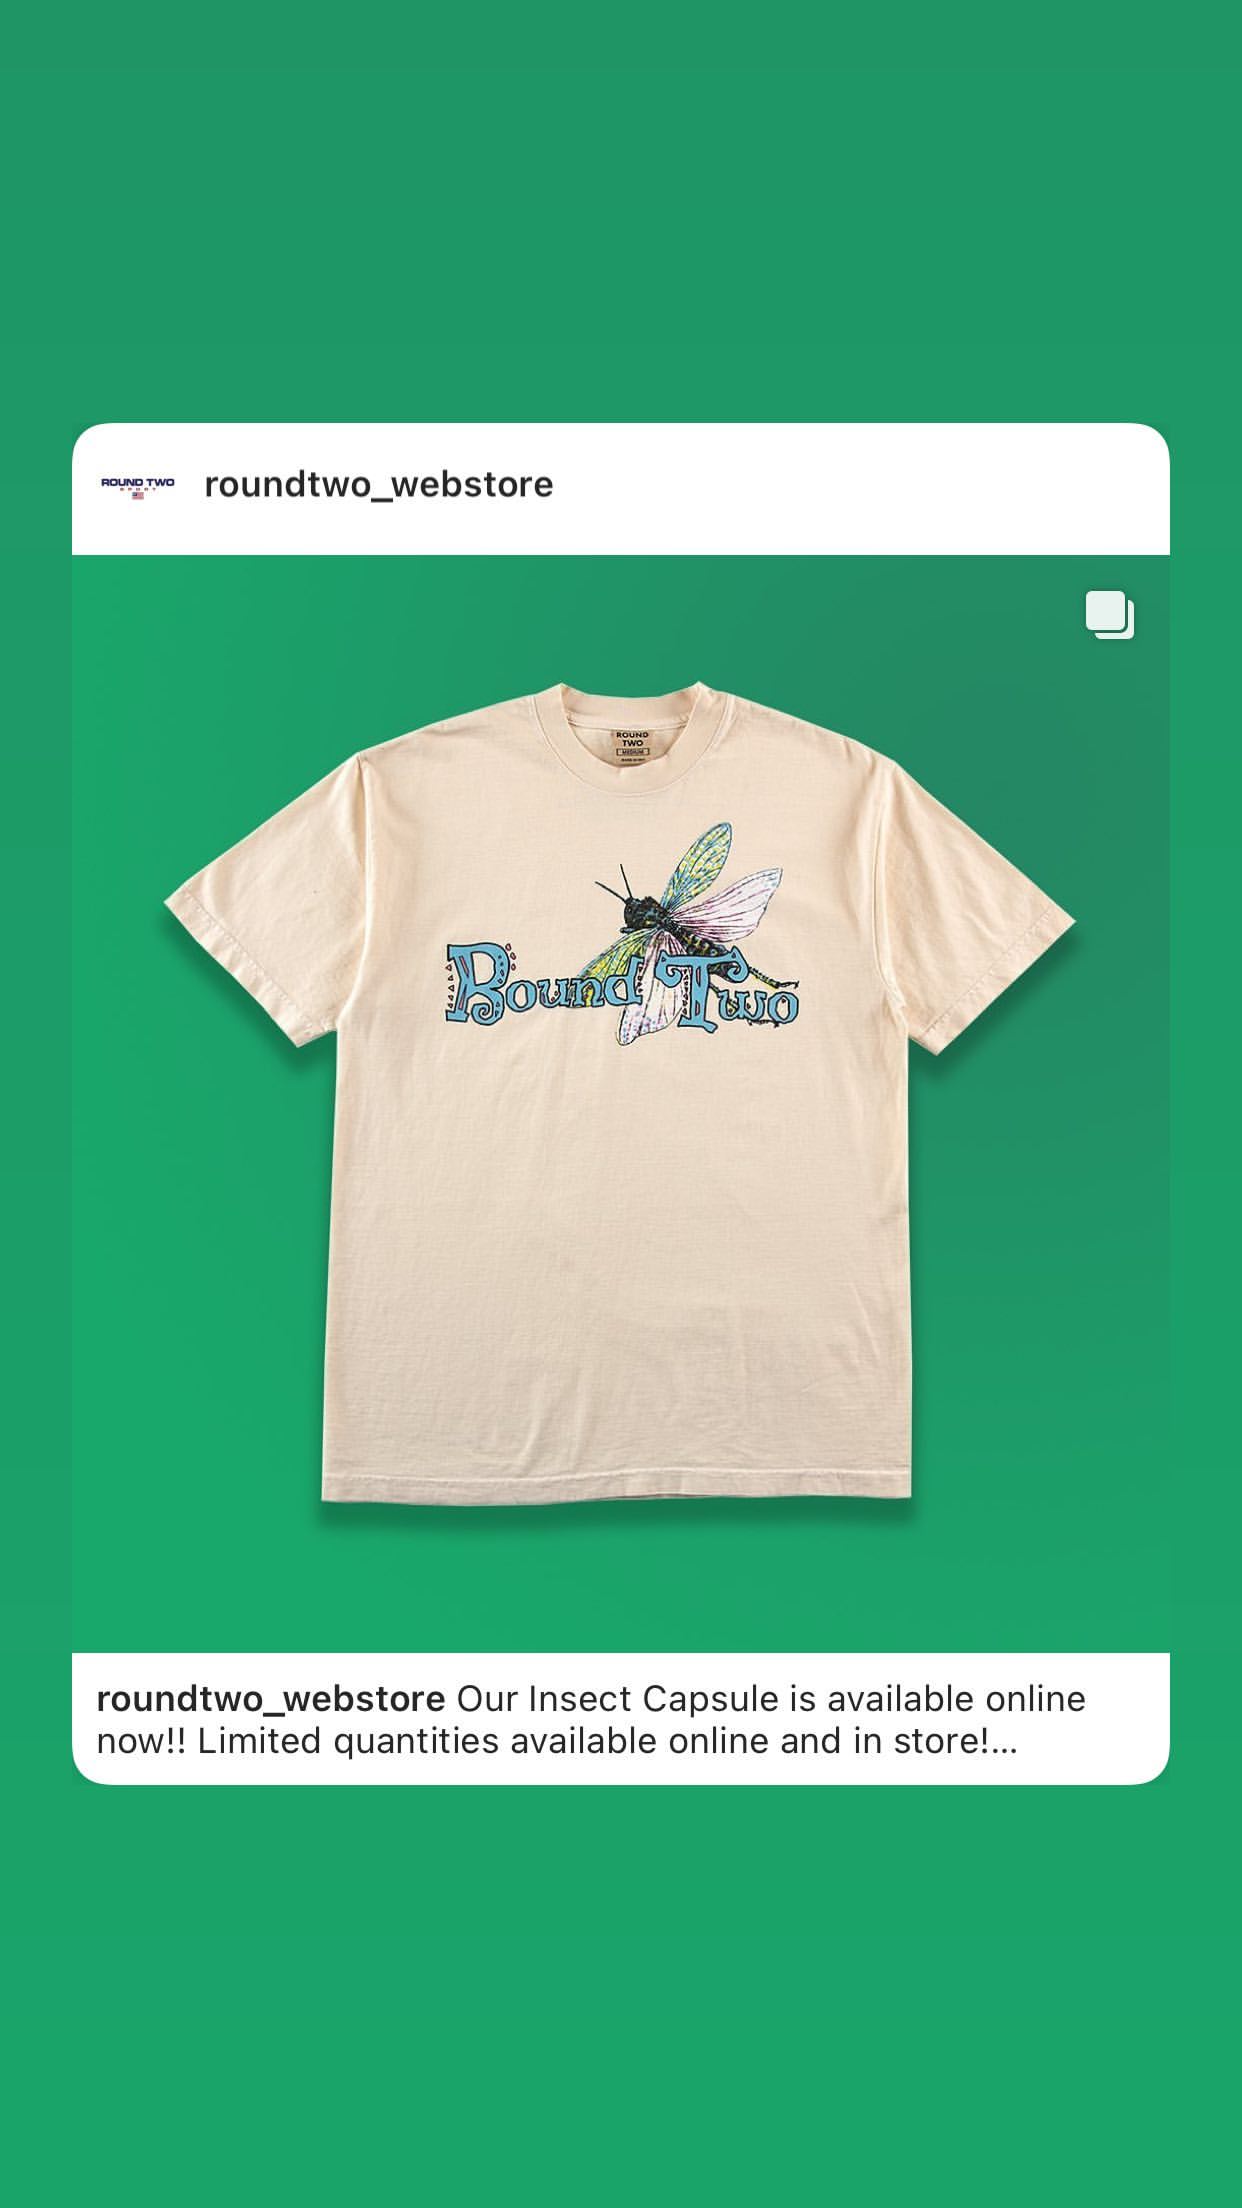 ROUND TWO
SPORT
roundtwo_webstore
ROUND
TWO
MEDIUM
Round Two
roundtwo_webstore Our Insect Capsule is available online
now!! Limited quantities available online and in store!...